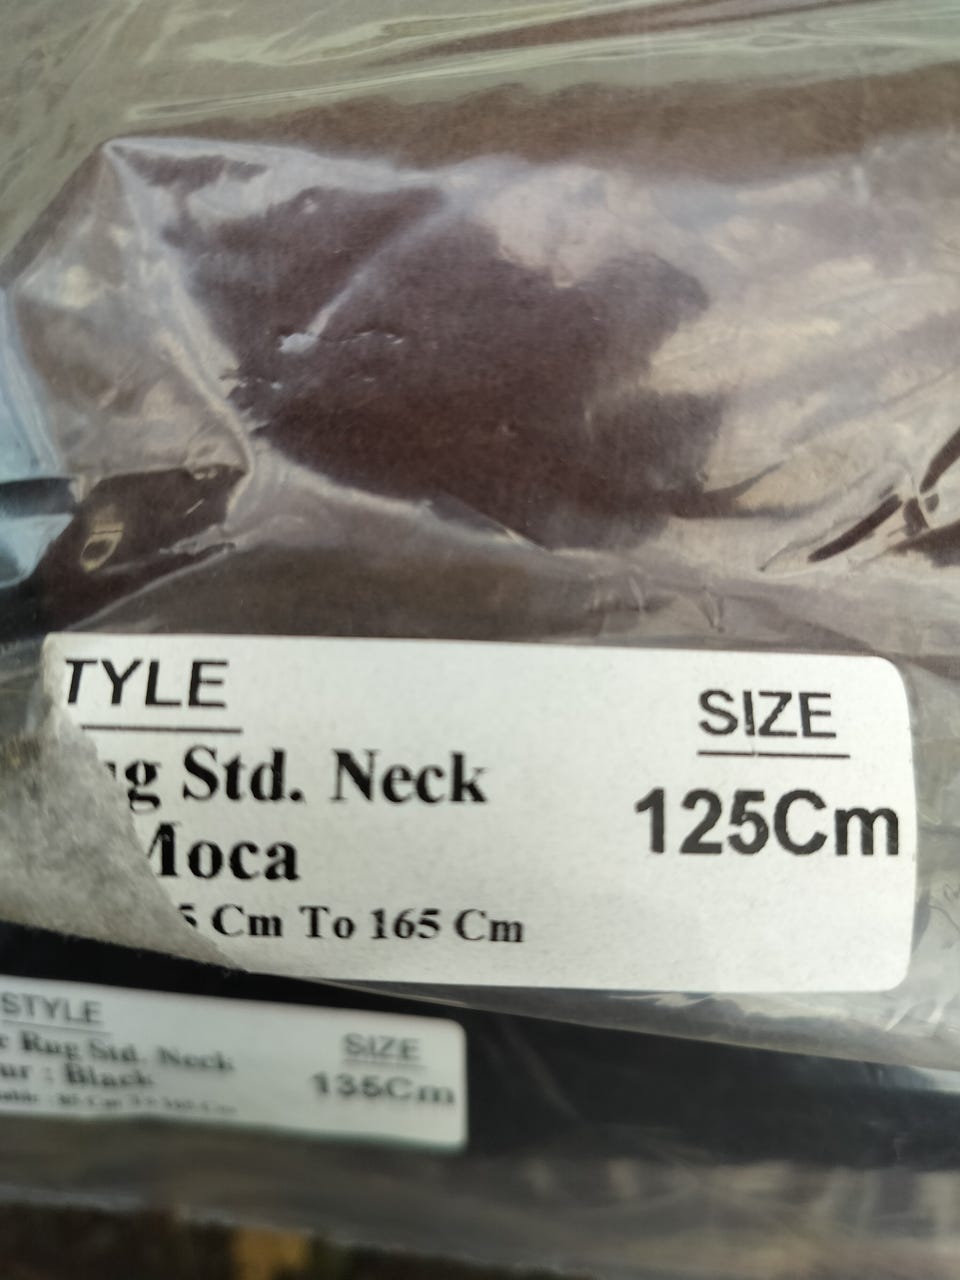 TYLE
SIZE
ug Std. Neck
125Cm
Moca
5 Cm To 165 Cm
STYLE
SIZE
Rug Std. Neck
135Cm
ur : Black